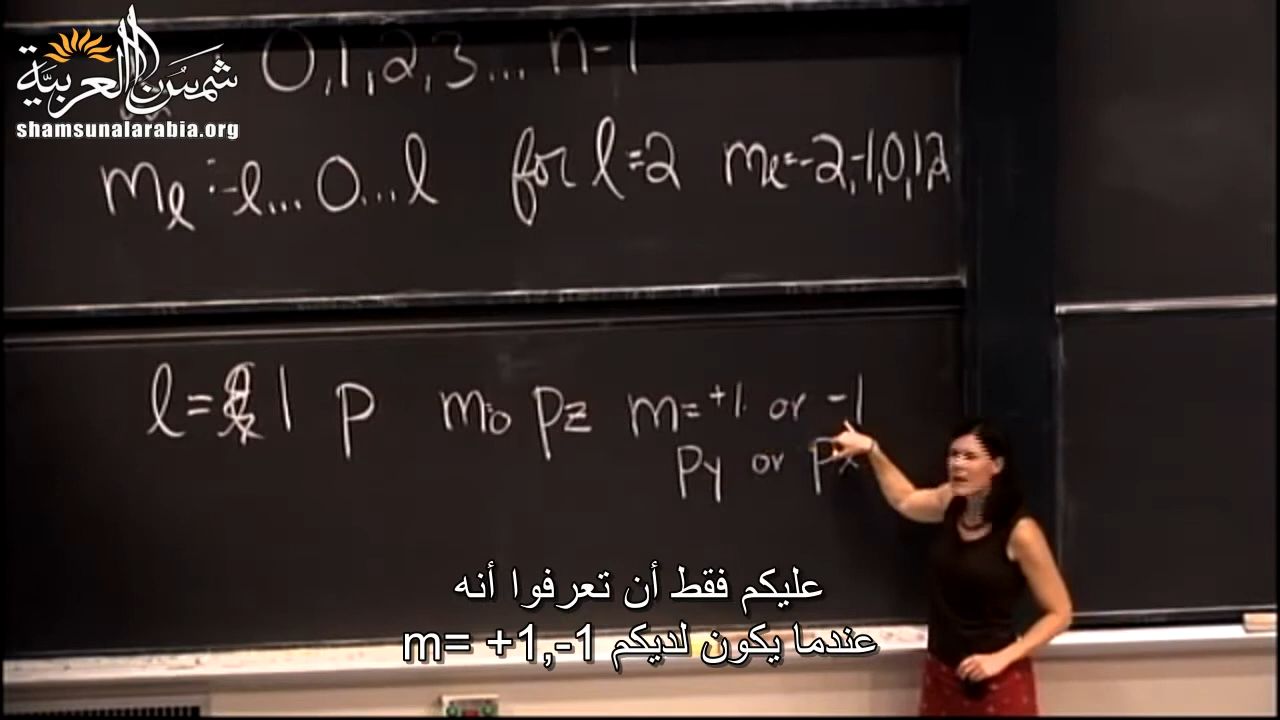 شمس العربية
shamsunalarabia.org
0,1,2,3... n-1
mℓ: -ℓ...0...ℓ for ℓ=2 mℓ=-2,-1,0,1,2
ℓ= 1 p m=0 pz m=+1 or -1
py or px
عليكم فقط أن تعرفوا أنه
عندما يكون لديكم m= +1,-1